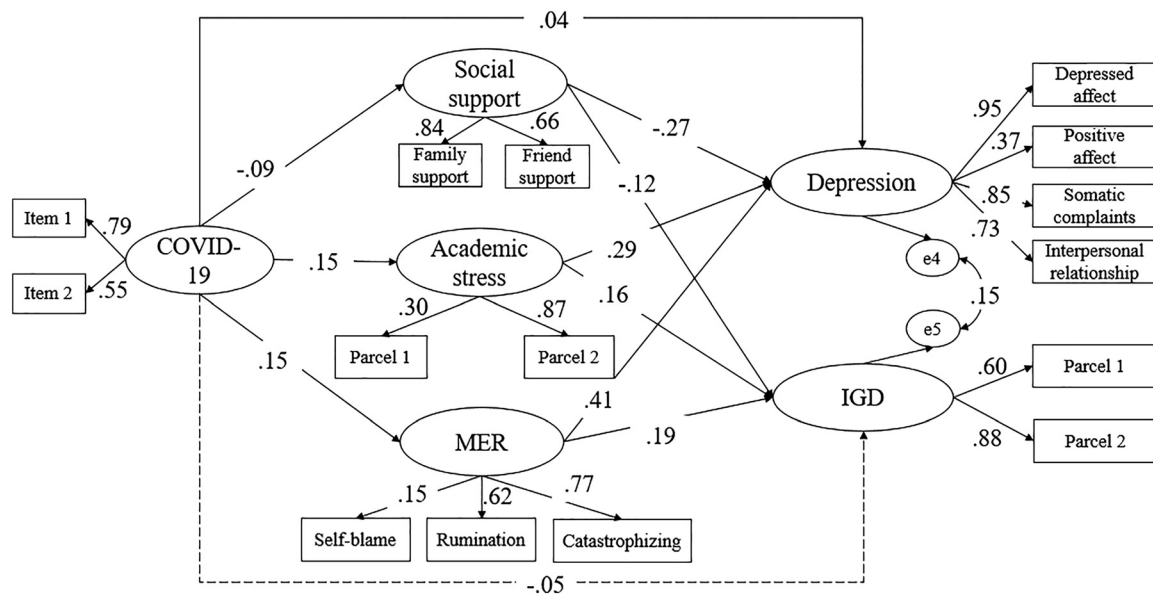 .04
Social
support
.84
.66
Family
support
Friend
support
-.09
-.27
-.12
Depressed
affect
Positive
affect
Somatic
complaints
Interpersonal
relationship
.95
.37
.85
.73
Depression
Item 1
Item 2
.79
.55
COVID-
19
.15
Academic
stress
.29
.16
.30
.87
Parcel 1
Parcel 2
e4
.15
e5
.15
MER
.41
.19
IGD
.60
.88
Parcel 1
Parcel 2
.15
.62
.77
Self-blame
Rumination
Catastrophizing
-.05